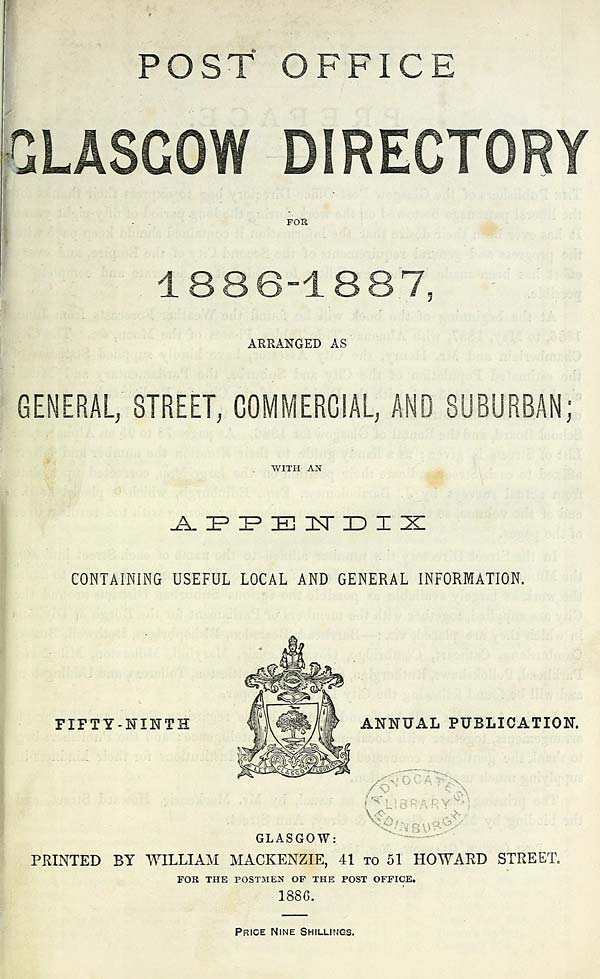 POST OFFICE
GLASGOW DIRECTORY
FOR
1886-1887,
ARRANGED AS
GENERAL, STREET, COMMERCIAL, AND SUBURBAN;
WITH AN
APPENDIX
CONTAINING USEFUL LOCAL AND GENERAL INFORMATION.
FIFTY-NINTH ANNUAL PUBLICATION.
ADVOCATES
LIBRARY
EDINBURGH
GLASGOW:
PRINTED BY WILLIAM MACKENZIE, 41 TO 51 HOWARD STREET.
FOR THE POSTMEN OF THE POST OFFICE.
1886.
PRICE NINE SHILLINGS.